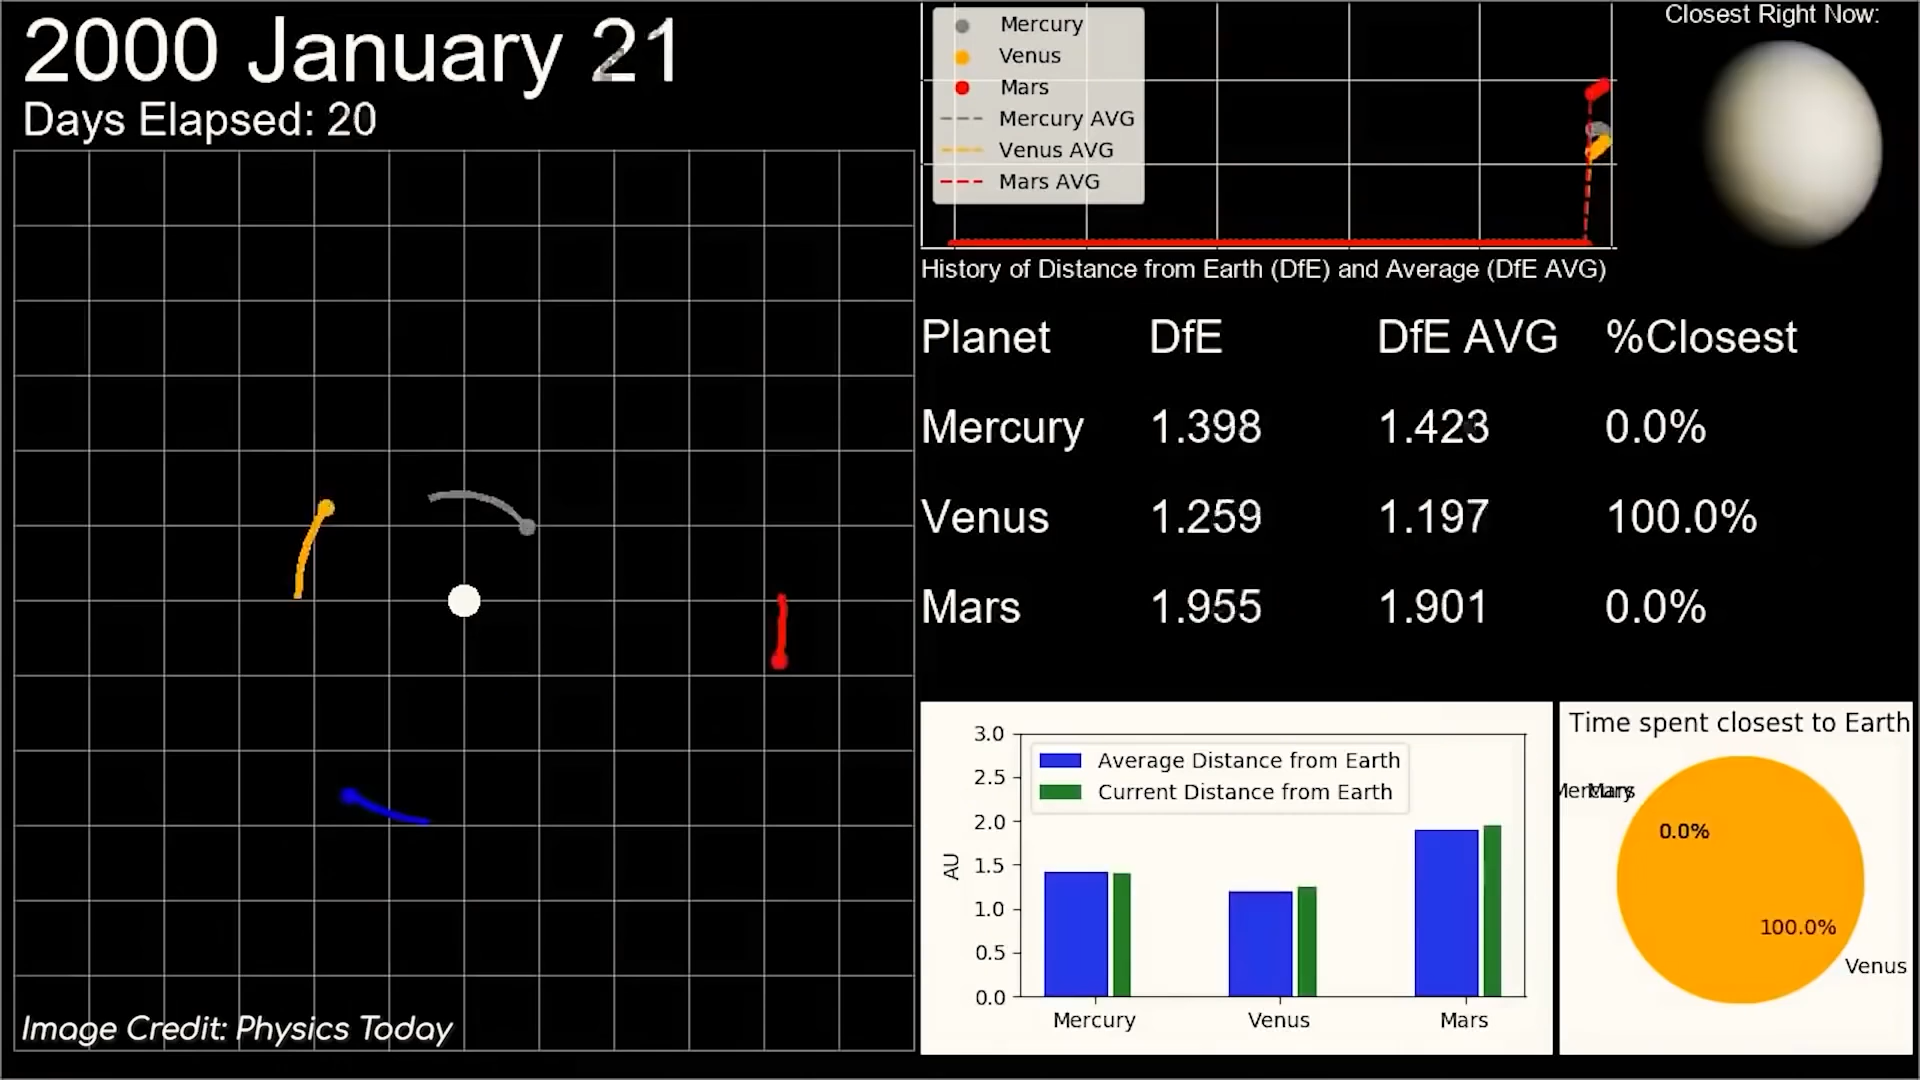 2000 January 21
Days Elapsed: 20
Image Credit: Physics Today
Mercury
Venus
Mars
Mercury AVG
Venus AVG
Mars AVG
Closest Right Now:
History of Distance from Earth (DfE) and Average (DfE AVG)
Planet DfE DfE AVG %Closest
Mercury 1.398 1.423 0.0%
Venus 1.259 1.197 100.0%
Mars 1.955 1.901 0.0%
3.0
2.5
2.0
1.5
1.0
0.5
0.0
AU
Average Distance from Earth
Current Distance from Earth
Mercury Venus Mars
Time spent closest to Earth
Mercury
Mars
0.0%
100.0%
Venus